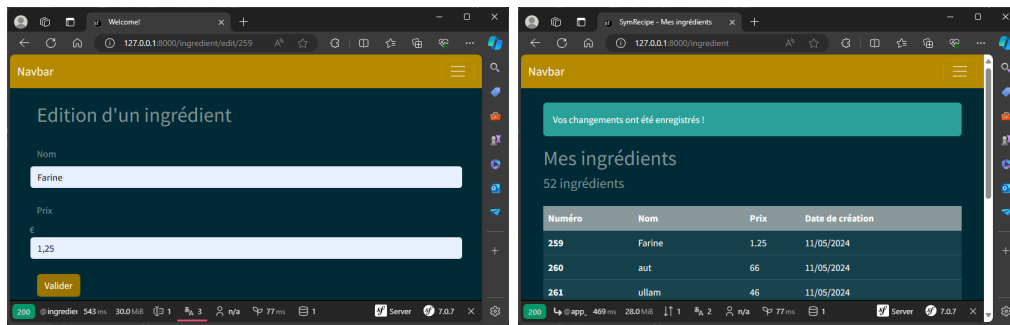 Welcome!
127.0.0.1:8000/ingredient/edit/259
Navbar
Edition d'un ingrédient
Nom
Farine
Prix
€
1,25
Valider
200 @ingredier 543 ms 30.0 MiB 1 3 n/a 77 ms 1 Server 7.0.7
SymRecipe - Mes ingrédients
127.0.0.1:8000/ingredient
Navbar
Vos changements ont été enregistrés !
Mes ingrédients
52 ingrédients
Numéro Nom Prix Date de création
259 Farine 1.25 11/05/2024
260 aut 66 11/05/2024
261 ullam 46 11/05/2024
200 @app_ 469 ms 28.0 MiB 1 2 n/a 77 ms 1 Server 7.0.7